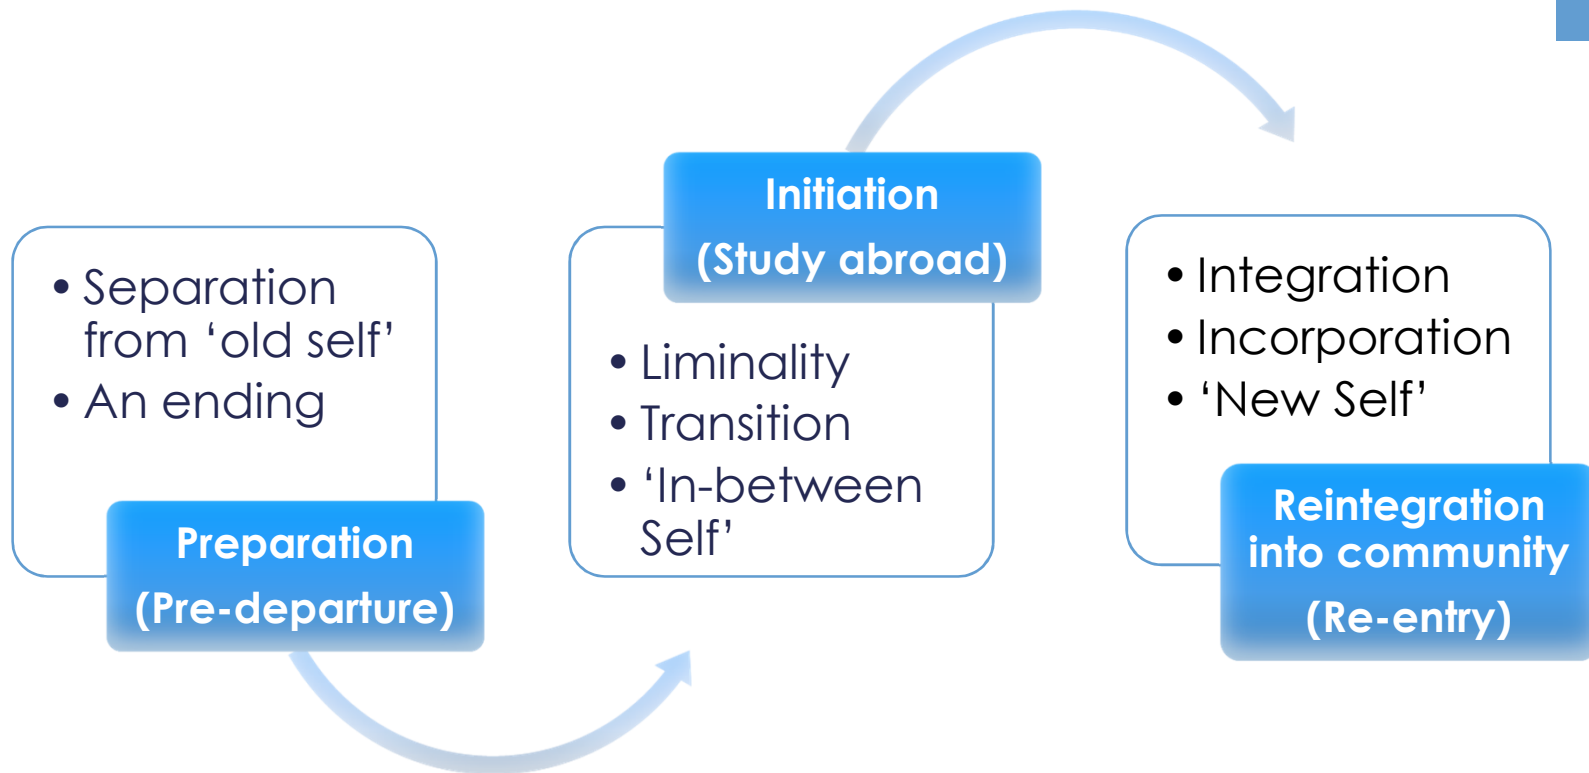 • Separation
from ‘old self’
• An ending
Preparation
(Pre-departure)
Initiation
(Study abroad)
• Liminality
• Transition
• ‘In-between
Self’
• Integration
• Incorporation
• ‘New Self’
Reintegration
into community
(Re-entry)